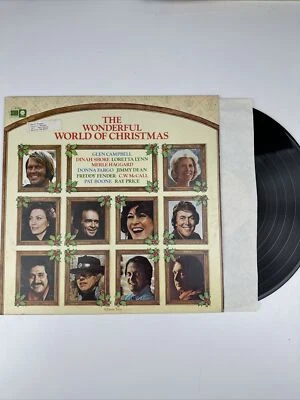 THE
WONDERFUL
WORLD OF CHRISTMAS
GLEN CAMPBELL
DINAH SHORE LORETTA LYNN
MERLE HAGGARD
DONNA FARGO JIMMY DEAN
FREDDY FENDER C.W. McCALL
PAT BOONE RAY PRICE